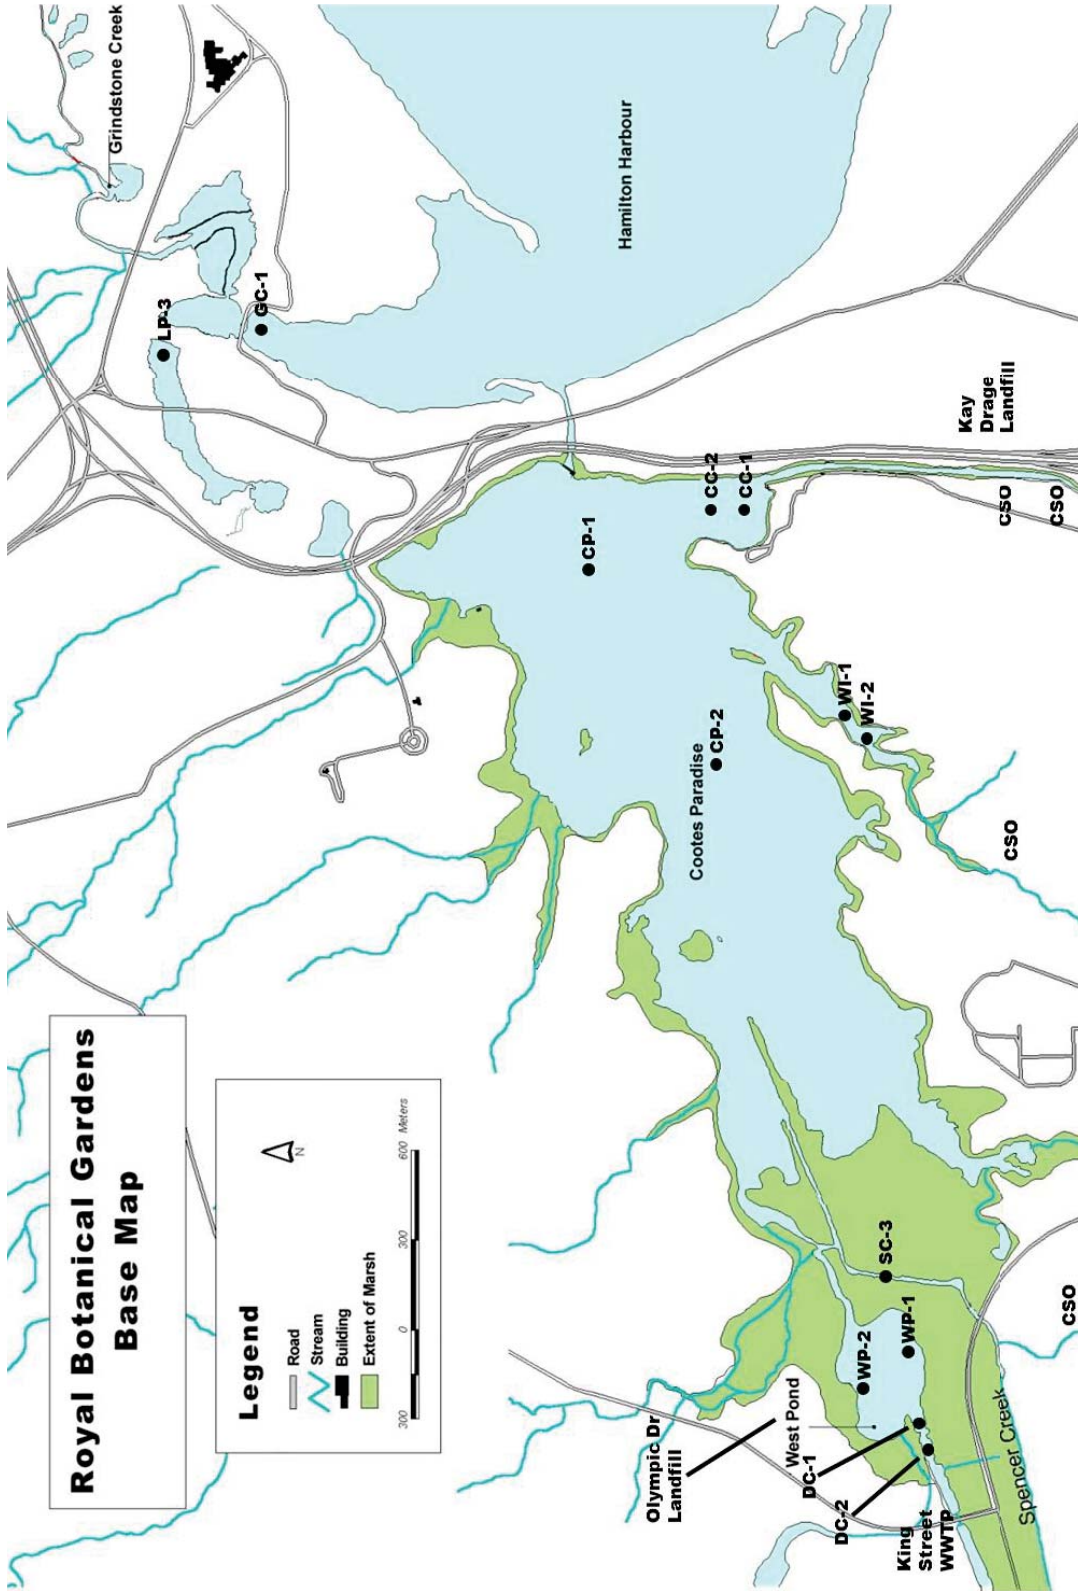 Royal Botanical Gardens
Base Map
Legend
Road
Stream
Building
Extent of Marsh
N
300
0
300
600 Meters
Grindstone Creek
LP-3
GC-1
Hamilton Harbour
Kay
Drage
Landfill
CSO
CSO
CC-2
CC-1
CP-1
CP-2
Cootes Paradise
WI-1
WI-2
CSO
SC-3
WP-1
WP-2
West Pond
Olympic Dr
Landfill
DC-1
DC-2
King
Street
WWTP
Spencer Creek
CSO